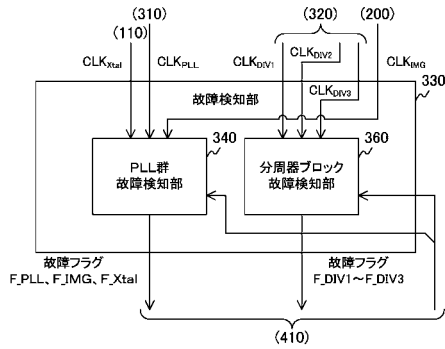 (310)
(320)
(200)
(110)
CLK_Xtal
CLK_PLL
CLK_DIV1
CLK_DIV2
CLK_DIV3
CLK_IMG
330
故障検知部
340
360
PLL群
故障検知部
分周器ブロック
故障検知部
故障フラグ
F_PLL、F_IMG、F_Xtal
故障フラグ
F_DIV1～F_DIV3
(410)